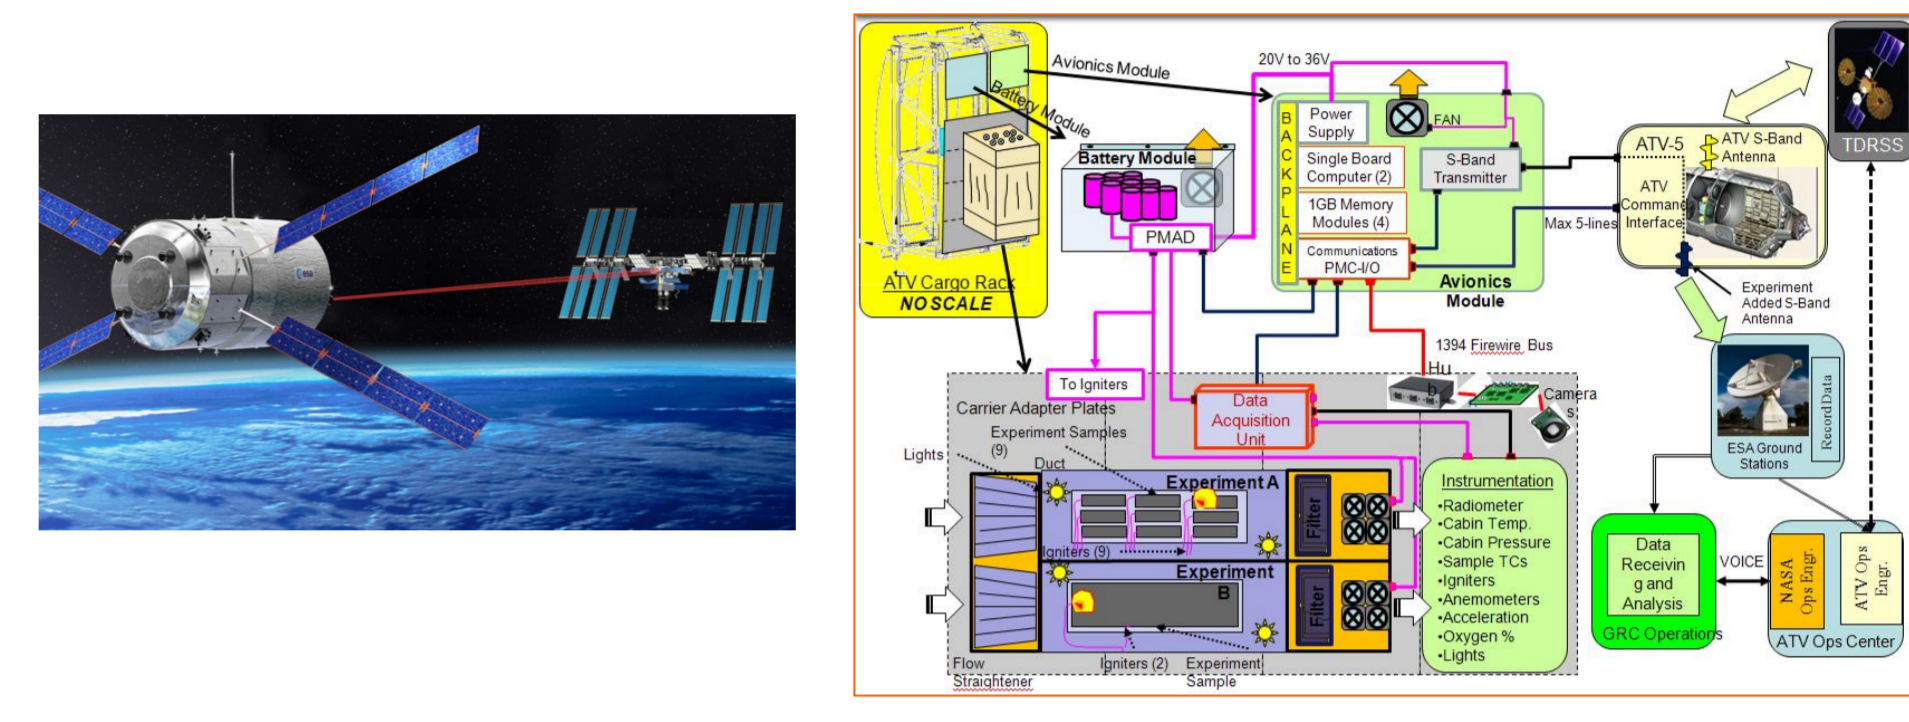 esa
Avionics Module
Battery Module
ATV Cargo Rack
NO SCALE
Battery Module
PMAD
20V to 36V
BACKPLANE
Power
Supply
Single Board
Computer (2)
1GB Memory
Modules (4)
Communications
PMC-I/O
FAN
S-Band
Transmitter
Avionics
Module
Max 5-lines
ATV-5
ATV S-Band
Antenna
ATV
Command
Interface
TDRSS
Experiment
Added S-Band
Antenna
1394 Firewire Bus
To Igniters
Data
Acquisition
Unit
Hu
b
Camera
s
Carrier Adapter Plates
Experiment Samples
(9)
Lights
Duct
Experiment A
Igniters (9)
Filter
Experiment
B
Filter
Flow
Straightener
Igniters (2)
Experiment
Sample
Instrumentation
•Radiometer
•Cabin Temp.
•Cabin Pressure
•Sample TCs
•Igniters
•Anemometers
•Acceleration
•Oxygen %
•Lights
Record Data
ESA Ground
Stations
Data
Receivin
g and
Analysis
GRC Operations
VOICE
NASA
Ops Engr.
ATV Ops
Engr.
ATV Ops Center